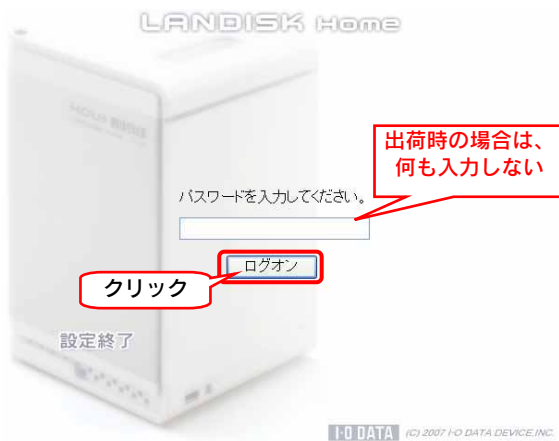 LANDISK Home
出荷時の場合は、
何も入力しない
パスワードを入力してください。
ログオン
クリック
設定終了
I-O DATA (C) 2007 I-O DATA DEVICE,INC.